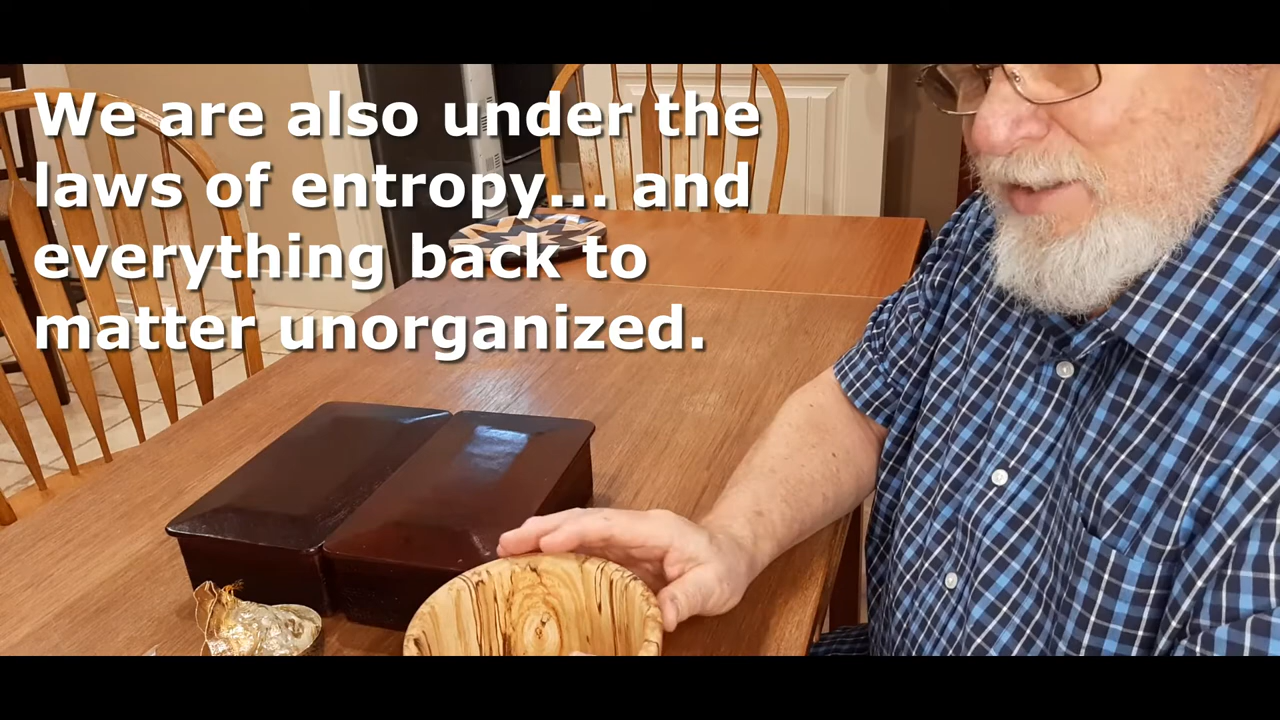 We are also under the
laws of entropy... and
everything back to
matter unorganized.